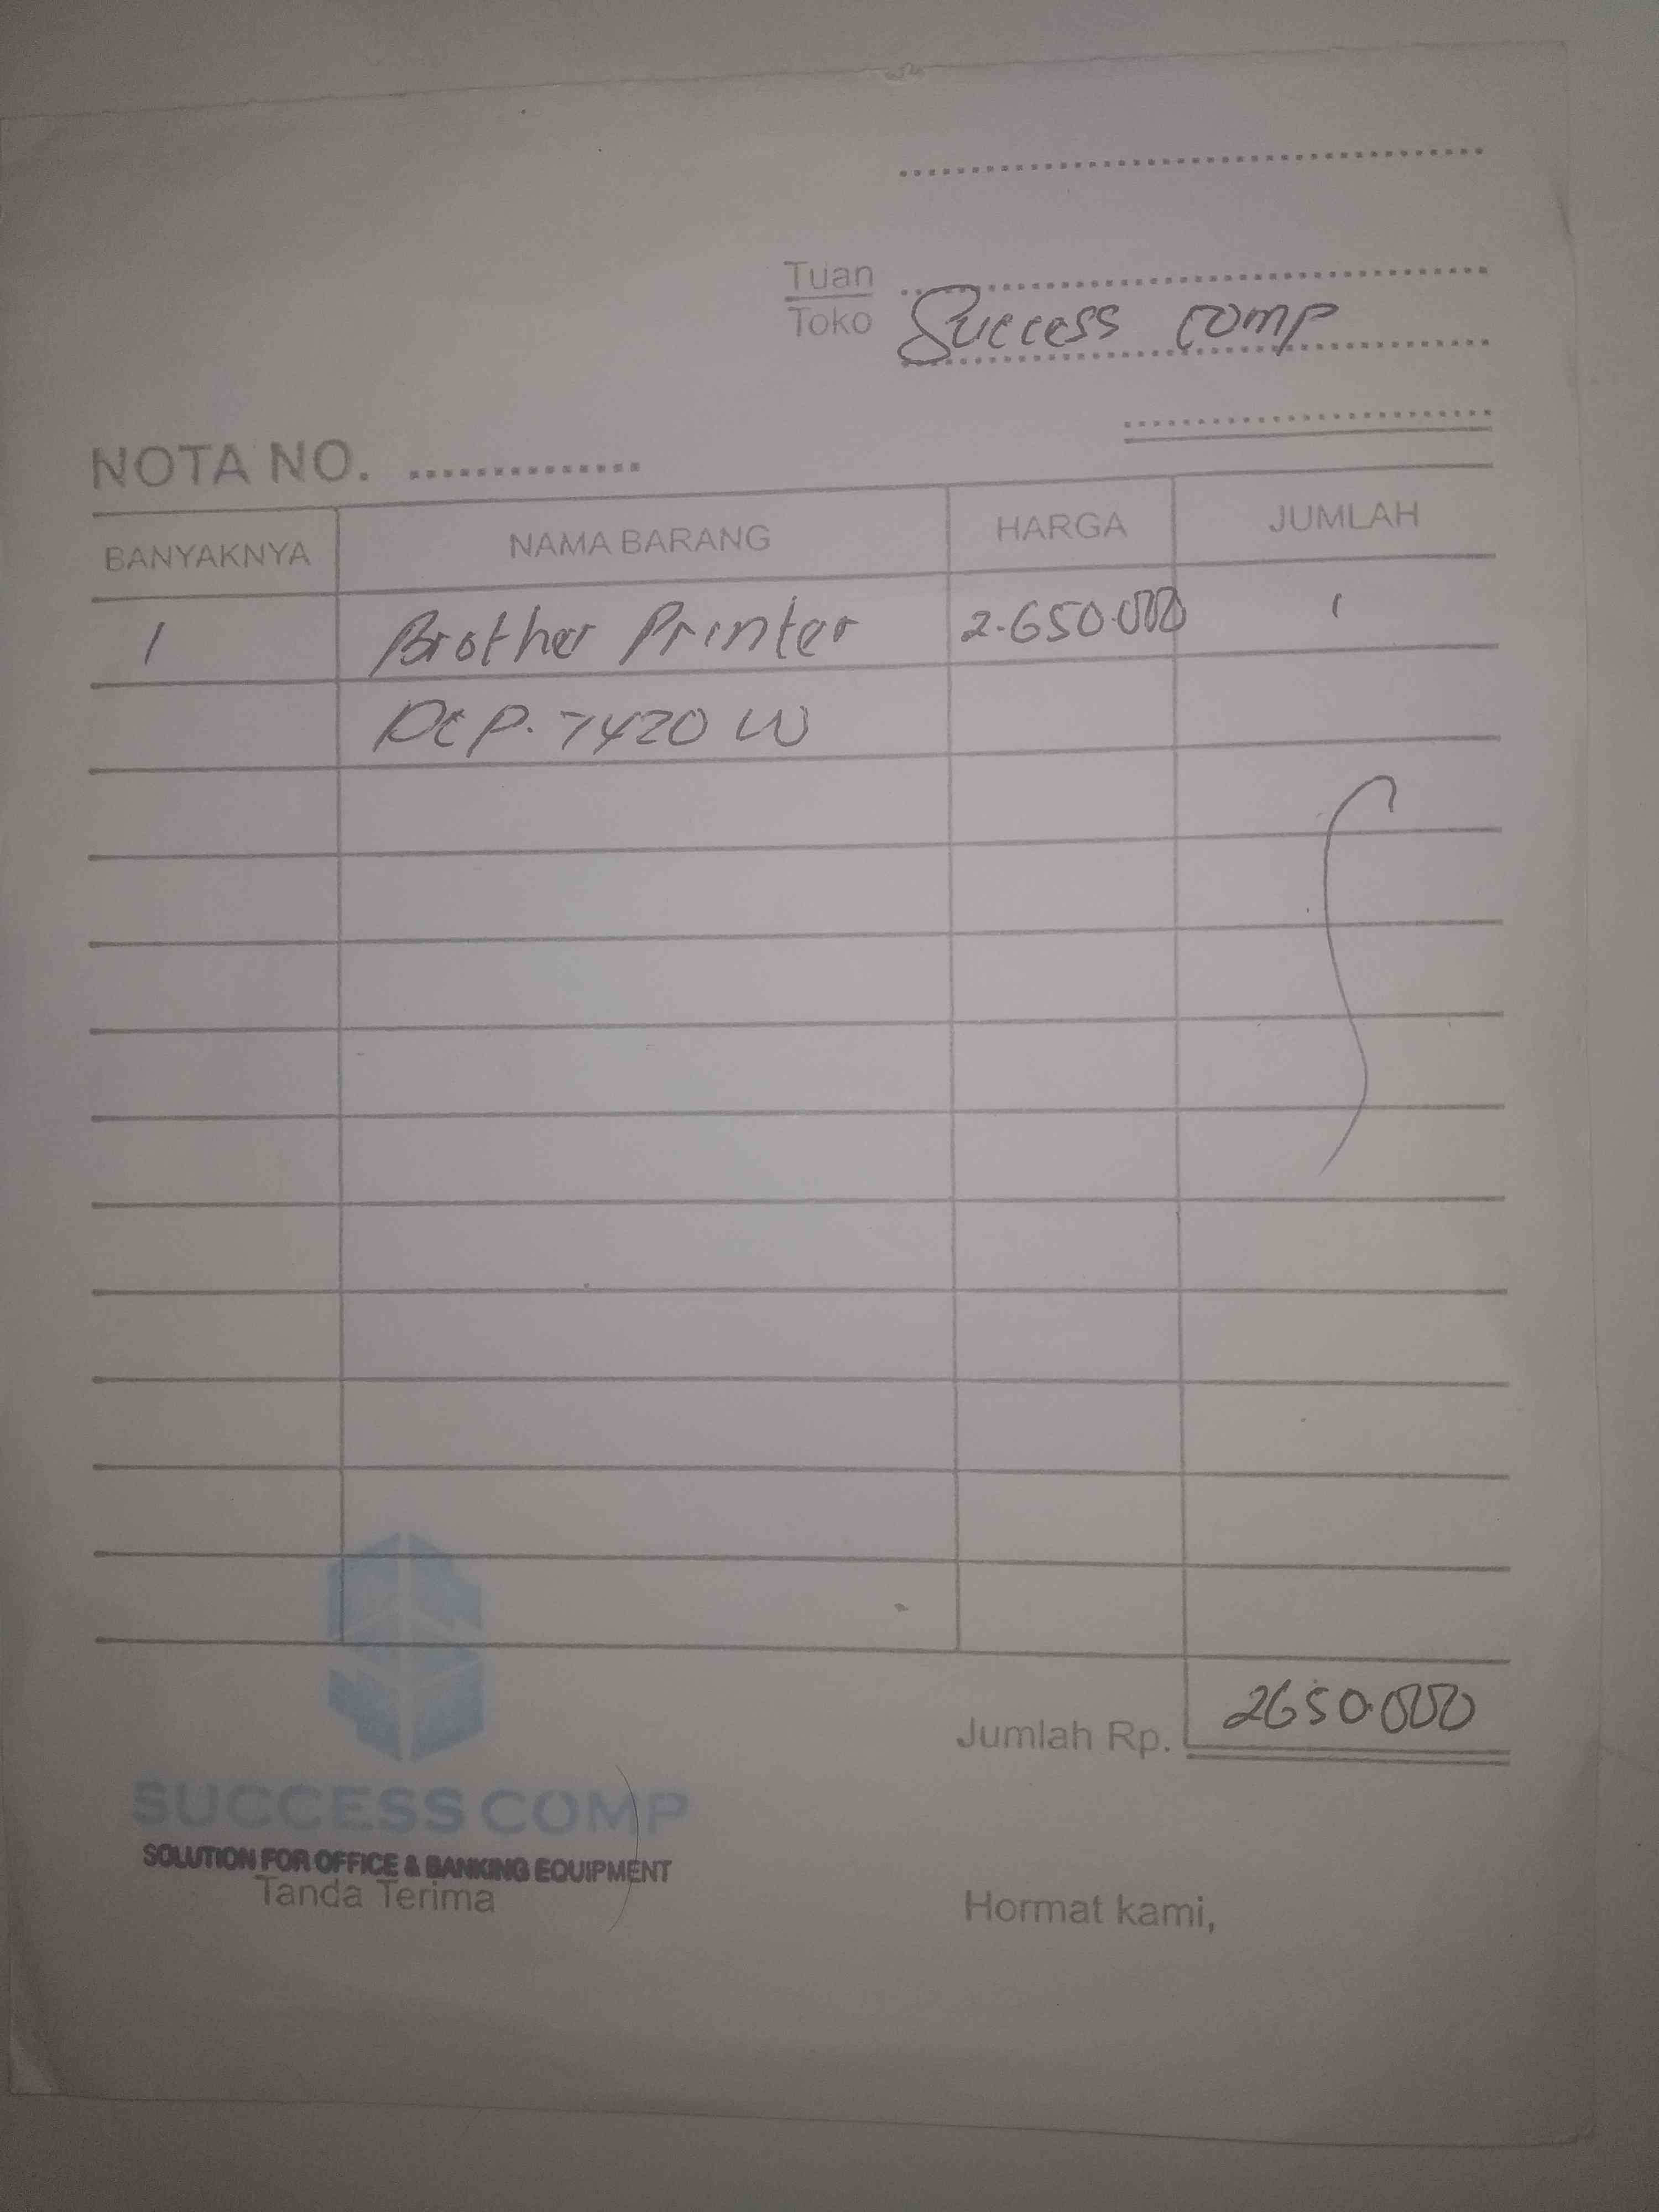 Tuan
Toko Success comp
NOTA NO.
BANYAKNYA NAMA BARANG HARGA JUMLAH
1 Brother Printer 2.650.000 1
DCP. 7420 W
Jumlah Rp. 2650.000
SUCCESS COMP
SOLUTION FOR OFFICE & BANKING EQUIPMENT
Tanda Terima Hormat kami,